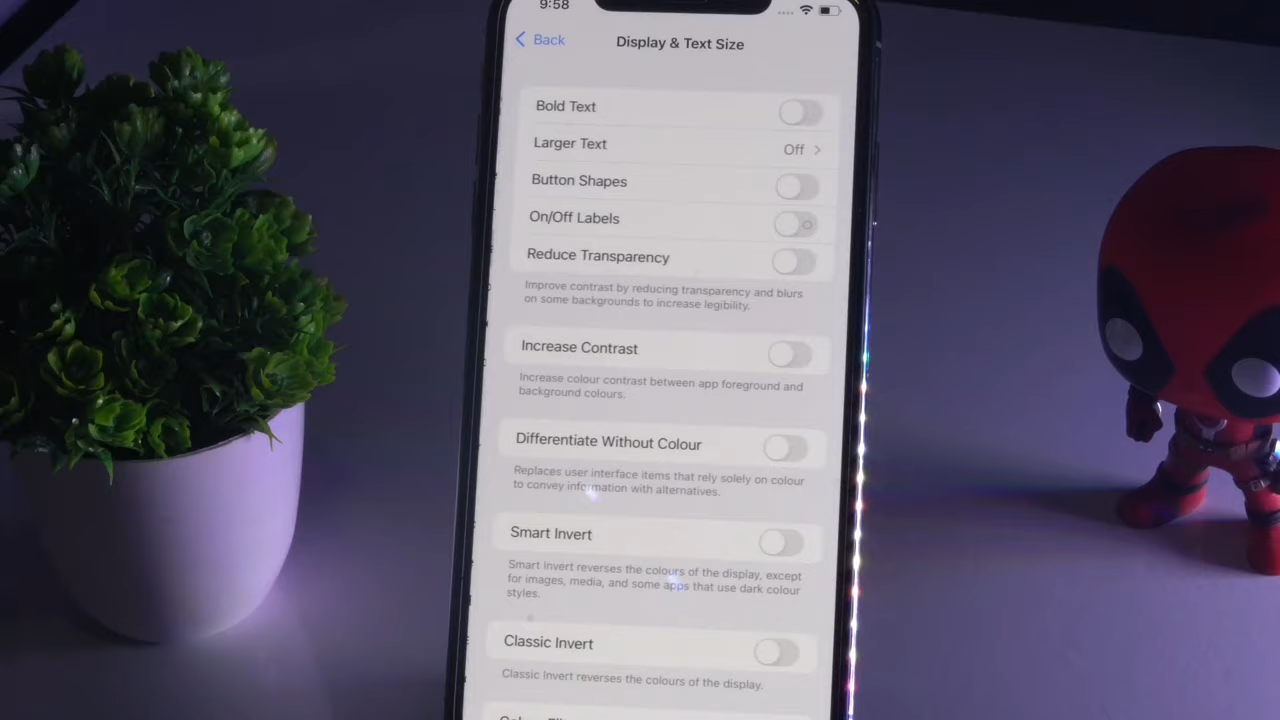 9:58
Back
Display & Text Size
Bold Text
Larger Text Off
Button Shapes
On/Off Labels
Reduce Transparency
Improve contrast by reducing transparency and blurs
on some backgrounds to increase legibility.
Increase Contrast
Increase colour contrast between app foreground and
background colours.
Differentiate Without Colour
Replaces user interface items that rely solely on colour
to convey information with alternatives.
Smart Invert
Smart Invert reverses the colours of the display, except
for images, media, and some apps that use dark colour
styles.
Classic Invert
Classic Invert reverses the colours of the display.